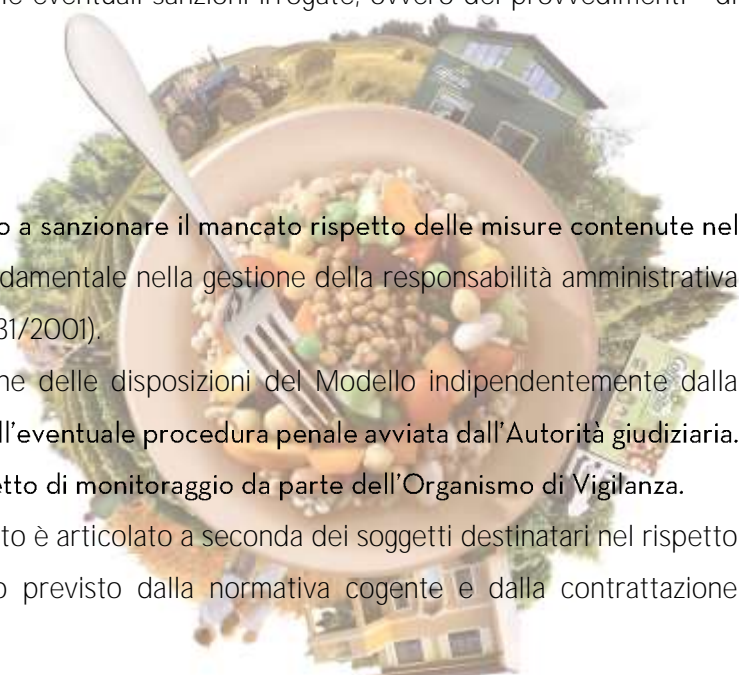 eventuali sanzioni irrogate, ovvero dei provvedimenti di
a sanzionare il mancato rispetto delle misure contenute nel
damentale nella gestione della responsabilità amministrativa
31/2001).
ne delle disposizioni del Modello indipendentemente dalla
ll'eventuale procedura penale avviata dall'Autorità giudiziaria.
etto di monitoraggio da parte dell'Organismo di Vigilanza.
to è articolato a seconda dei soggetti destinatari nel rispetto
o previsto dalla normativa cogente e dalla contrattazione